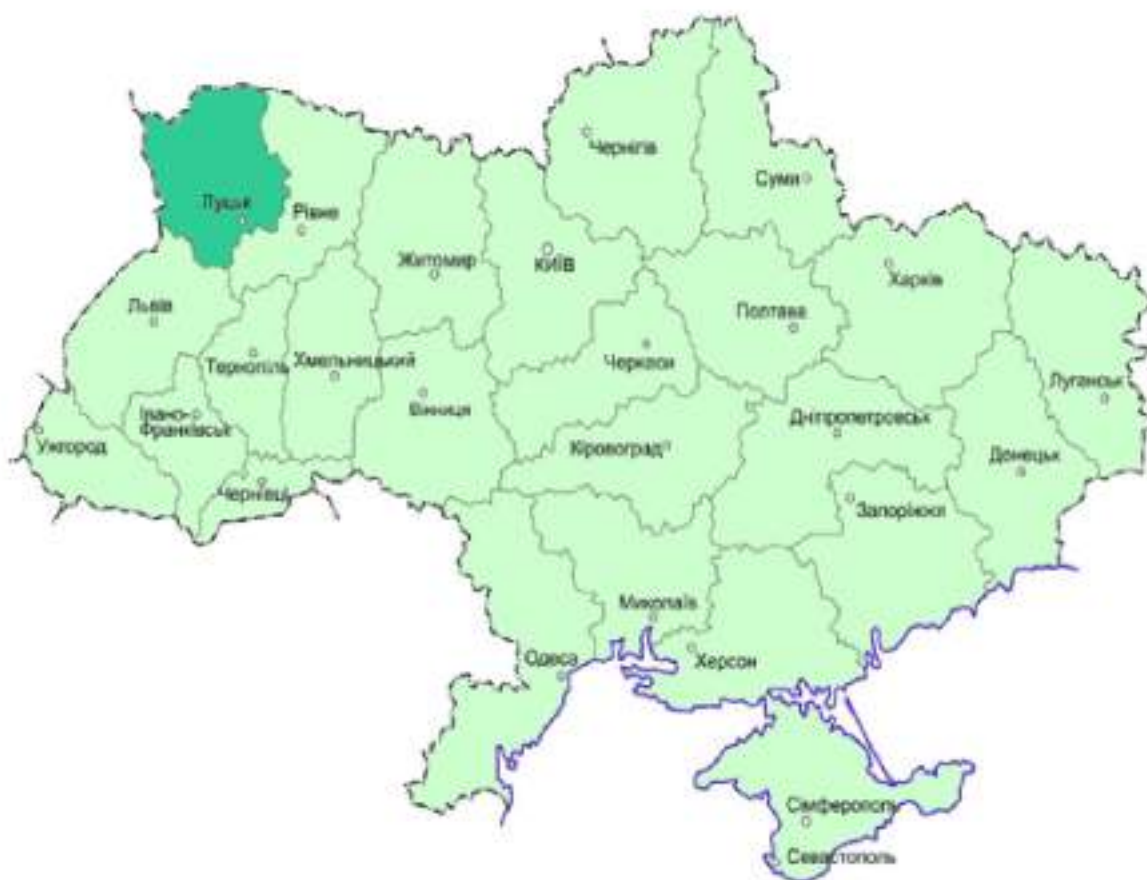 Чернігів
Суми
Луцьк
Рівне
Житомир
КИЇВ
Харків
Львів
Полтава
Тернопіль
Хмельницький
Черкаси
Луганськ
Вінниця
Івано-
Франківськ
Дніпропетровськ
Ужгород
Кіровоград
Донецьк
Чернівці
Запоріжжя
Миколаїв
Одеса
Херсон
Сімферополь
Севастополь